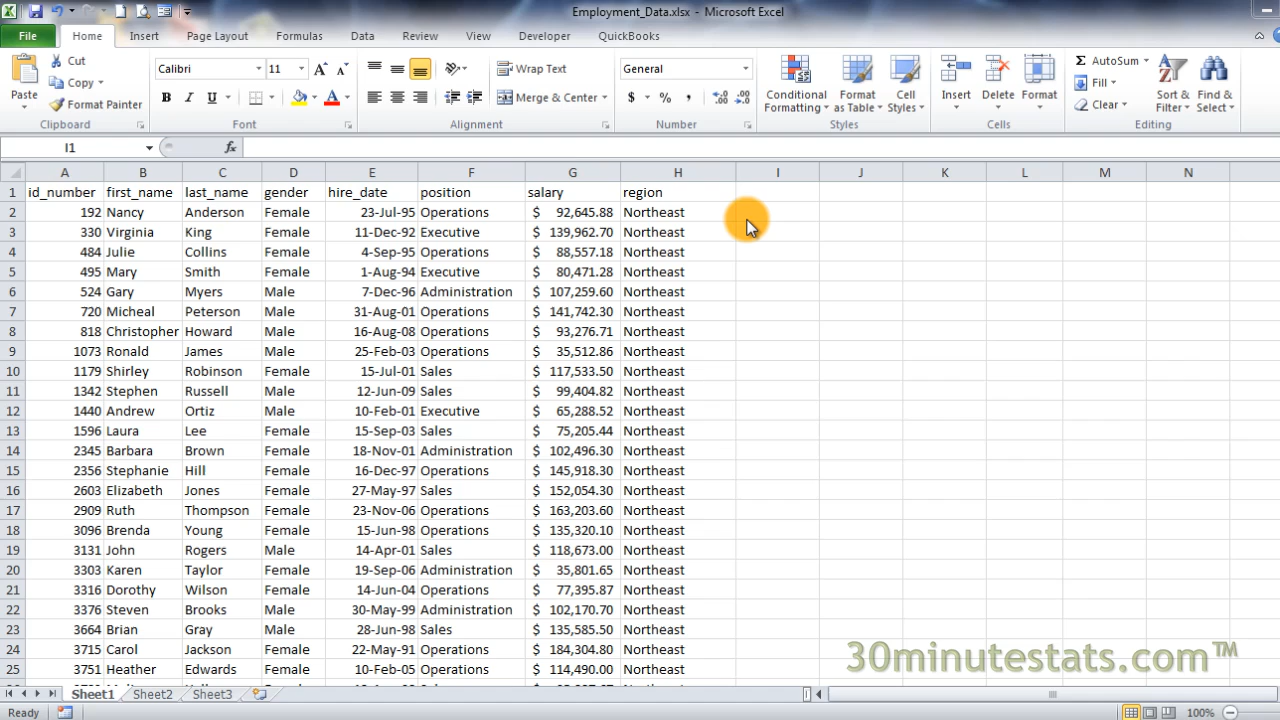 Employment_Data.xlsx - Microsoft Excel
File Home Insert Page Layout Formulas Data Review View Developer QuickBooks
Paste Cut Copy Format Painter Clipboard
Calibri 11 B I U A Font
Wrap Text Merge & Center Alignment
General $ % , Number
Conditional Formatting Format as Table Cell Styles Styles
Insert Delete Format Cells
Σ AutoSum Fill Clear Sort & Filter Find & Select Editing
I1 fx
A B C D E F G H I J K L M N
1 id_number first_name last_name gender hire_date position salary region
2 192 Nancy Anderson Female 23-Jul-95 Operations $ 92,645.88 Northeast
3 330 Virginia King Female 11-Dec-92 Executive $ 139,962.70 Northeast
4 484 Julie Collins Female 4-Sep-95 Operations $ 88,557.18 Northeast
5 495 Mary Smith Female 1-Aug-94 Executive $ 80,471.28 Northeast
6 524 Gary Myers Male 7-Dec-96 Administration $ 107,259.60 Northeast
7 720 Micheal Peterson Male 31-Aug-01 Operations $ 141,742.30 Northeast
8 818 Christopher Howard Male 16-Aug-08 Operations $ 93,276.71 Northeast
9 1073 Ronald James Male 25-Feb-03 Operations $ 35,512.86 Northeast
10 1179 Shirley Robinson Female 15-Jul-01 Sales $ 117,533.50 Northeast
11 1342 Stephen Russell Male 12-Jun-09 Sales $ 99,404.82 Northeast
12 1440 Andrew Ortiz Male 10-Feb-01 Executive $ 65,288.52 Northeast
13 1596 Laura Lee Female 15-Sep-03 Sales $ 75,205.44 Northeast
14 2345 Barbara Brown Female 18-Nov-01 Administration $ 102,496.30 Northeast
15 2356 Stephanie Hill Female 16-Dec-97 Operations $ 145,918.30 Northeast
16 2603 Elizabeth Jones Female 27-May-97 Sales $ 152,054.30 Northeast
17 2909 Ruth Thompson Female 23-Nov-06 Operations $ 163,203.60 Northeast
18 3096 Brenda Young Female 15-Jun-98 Operations $ 135,320.10 Northeast
19 3131 John Rogers Male 14-Apr-01 Sales $ 118,673.00 Northeast
20 3303 Karen Taylor Female 19-Sep-06 Administration $ 35,801.65 Northeast
21 3316 Dorothy Wilson Female 14-Jun-04 Operations $ 77,395.87 Northeast
22 3376 Steven Brooks Male 30-May-99 Administration $ 102,170.70 Northeast
23 3664 Brian Gray Male 28-Jun-98 Sales $ 135,585.50 Northeast
24 3715 Carol Jackson Female 22-May-91 Operations $ 184,304.80 Northeast
25 3751 Heather Edwards Female 10-Feb-05 Operations $ 114,490.00 Northeast
30minutestats.com™
Sheet1 Sheet2 Sheet3
Ready 100%